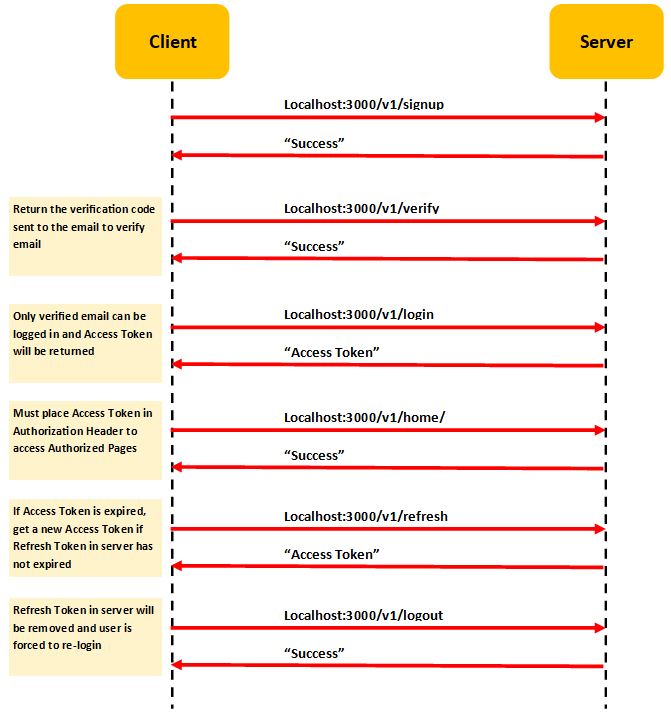 Client
Server
Localhost:3000/v1/signup
“Success”
Return the verification code
sent to the email to verify
email
Localhost:3000/v1/verify
“Success”
Only verified email can be
logged in and Access Token
will be returned
Localhost:3000/v1/login
“Access Token”
Must place Access Token in
Authorization Header to
access Authorized Pages
Localhost:3000/v1/home/
“Success”
If Access Token is expired,
get a new Access Token if
Refresh Token in server has
not expired
Localhost:3000/v1/refresh
“Access Token”
Refresh Token in server will
be removed and user is
forced to re-login
Localhost:3000/v1/logout
“Success”